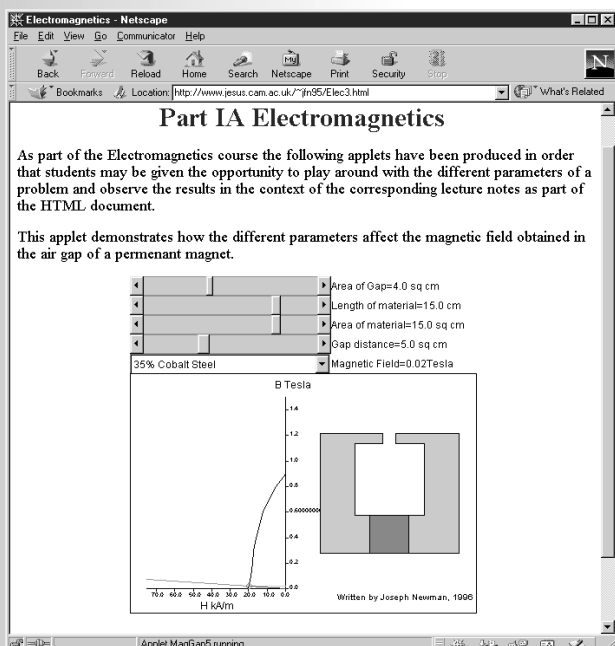 Electromagnetics - Netscape
File Edit View Go Communicator Help
Back Forward Reload Home Search Netscape Print Security Stop
Bookmarks Location: http://www.jesus.cam.ac.uk/~jfn95/Elec3.html What's Related
Part IA Electromagnetics
As part of the Electromagnetics course the following applets have been produced in order
that students may be given the opportunity to play around with the different parameters of a
problem and observe the results in the context of the corresponding lecture notes as part of
the HTML document.
This applet demonstrates how the different parameters affect the magnetic field obtained in
the air gap of a permenant magnet.
Area of Gap=4.0 sq cm
Length of material=15.0 cm
Area of material=15.0 sq cm
Gap distance=5.0 sq cm
35% Cobalt Steel Magnetic Field=0.02Tesla
B Tesla
1.4
1.2
1.0
0.8
0.4
0.2
0.0
70.0 60.0 50.0 40.0 30.0 20.0 10.0 0.0
H kA/m
Written by Joseph Newman, 1996
Applet MagGap5 running